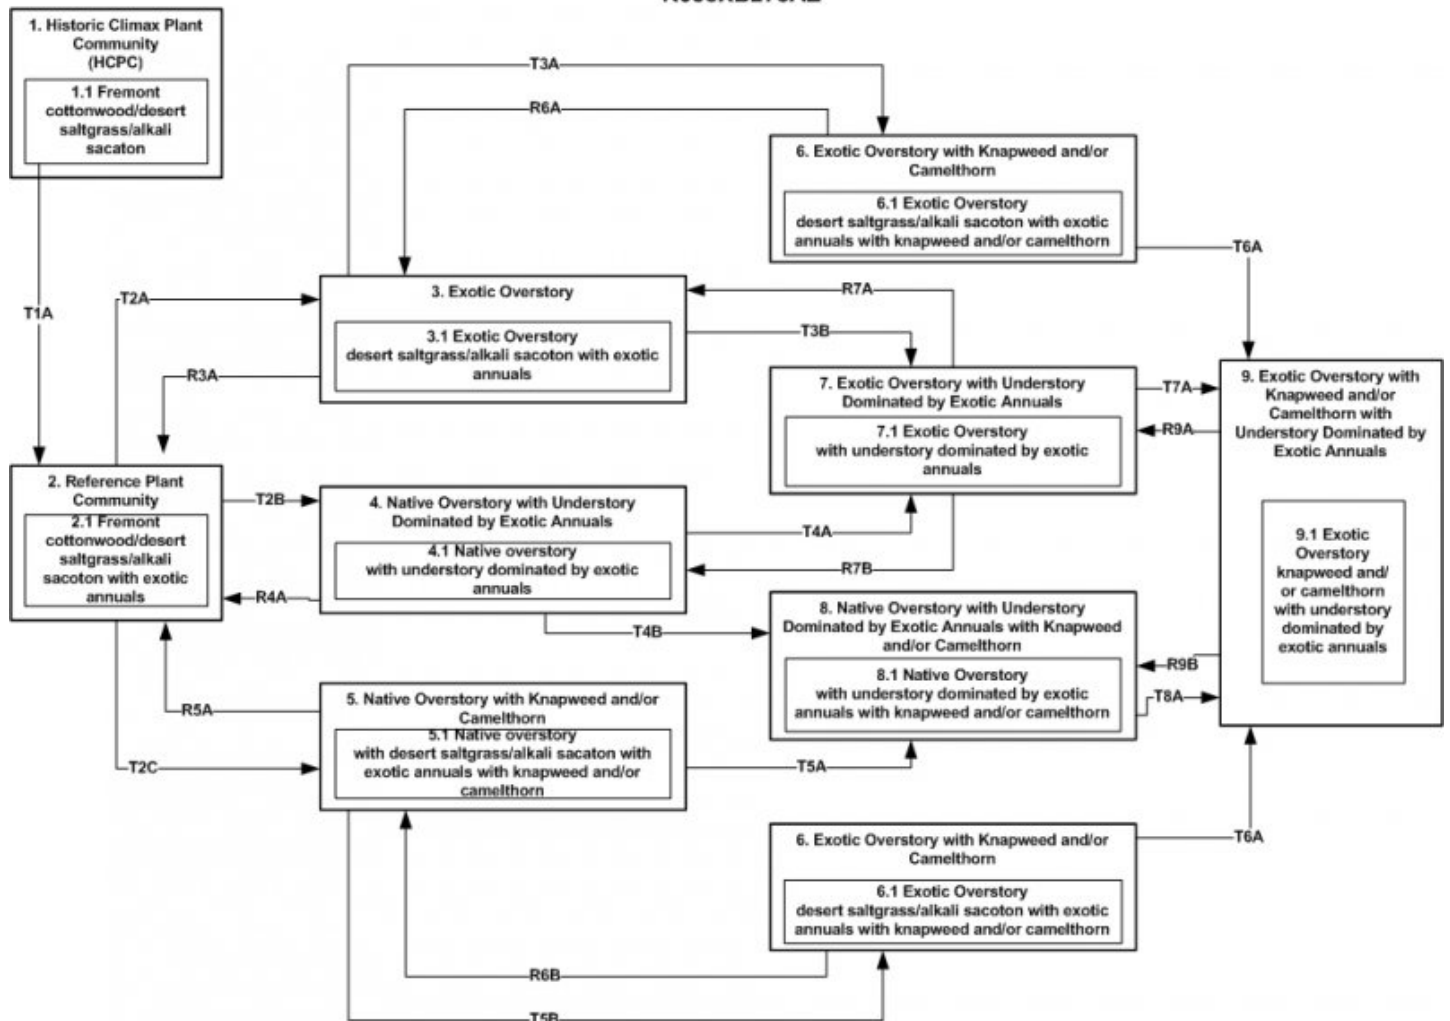 1. Historic Climax Plant
Community
(HCPC)
1.1 Fremont
cottonwood/desert
saltgrass/alkali
sacaton
T3A
R6A
6. Exotic Overstory with Knapweed and/or
Camelthorn
6.1 Exotic Overstory
desert saltgrass/alkali sacoton with exotic
annuals with knapweed and/or camelthorn
T6A
T1A
T2A
3. Exotic Overstory
3.1 Exotic Overstory
desert saltgrass/alkali sacoton with exotic
annuals
R7A
T3B
R3A
7. Exotic Overstory with Understory
Dominated by Exotic Annuals
7.1 Exotic Overstory
with understory dominated by exotic
annuals
T7A
R9A
9. Exotic Overstory with
Knapweed and/or
Camelthorn with
Understory Dominated by
Exotic Annuals
9.1 Exotic
Overstory
knapweed and/
or camelthorn
with understory
dominated by
exotic annuals
2. Reference Plant
Community
2.1 Fremont
cottonwood/desert
saltgrass/alkali
sacoton with exotic
annuals
T2B
4. Native Overstory with Understory
Dominated by Exotic Annuals
4.1 Native overstory
with understory dominated by exotic
annuals
T4A
R7B
R4A
T4B
8. Native Overstory with Understory
Dominated by Exotic Annuals with Knapweed
and/or Camelthorn
8.1 Native Overstory
with understory dominated by exotic
annuals with knapweed and/or camelthorn
R9B
T8A
R5A
5. Native Overstory with Knapweed and/or
Camelthorn
5.1 Native overstory
with desert saltgrass/alkali sacaton with
exotic annuals with knapweed and/or
camelthorn
T2C
T5A
6. Exotic Overstory with Knapweed and/or
Camelthorn
6.1 Exotic Overstory
desert saltgrass/alkali sacoton with exotic
annuals with knapweed and/or camelthorn
T6A
R6B
T5B